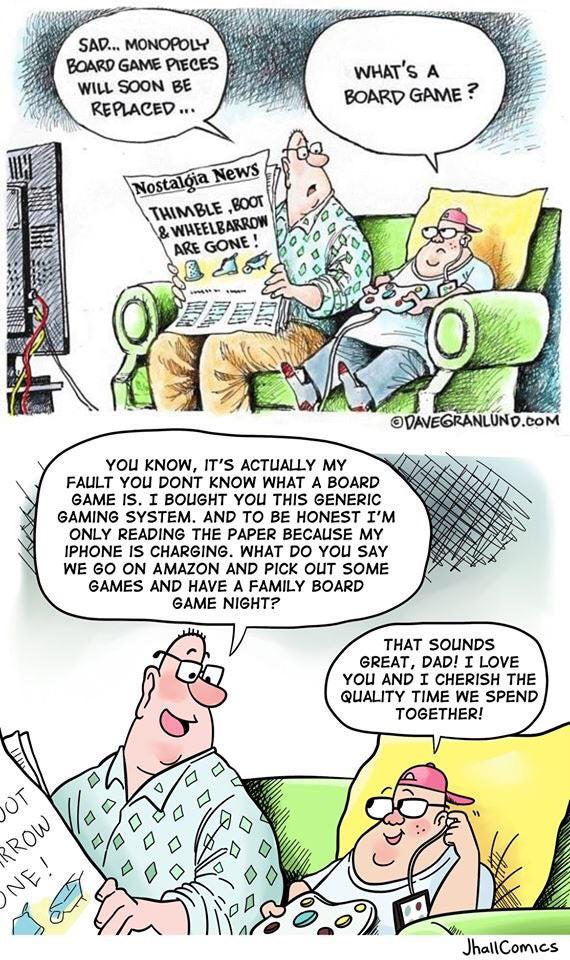 SAD... MONOPOLY
BOARD GAME PIECES
WILL SOON BE
REPLACED ...
WHAT'S A
BOARD GAME?
Nostalgia News
THIMBLE, BOOT
& WHEELBARROW
ARE GONE!
©DAVEGRANLUND.COM
YOU KNOW, IT'S ACTUALLY MY
FAULT YOU DONT KNOW WHAT A BOARD
GAME IS. I BOUGHT YOU THIS GENERIC
GAMING SYSTEM. AND TO BE HONEST I'M
ONLY READING THE PAPER BECAUSE MY
IPHONE IS CHARGING. WHAT DO YOU SAY
WE GO ON AMAZON AND PICK OUT SOME
GAMES AND HAVE A FAMILY BOARD
GAME NIGHT?
THAT SOUNDS
GREAT, DAD! I LOVE
YOU AND I CHERISH THE
QUALITY TIME WE SPEND
TOGETHER!
OOT
RROW
ONE!
JhallComics